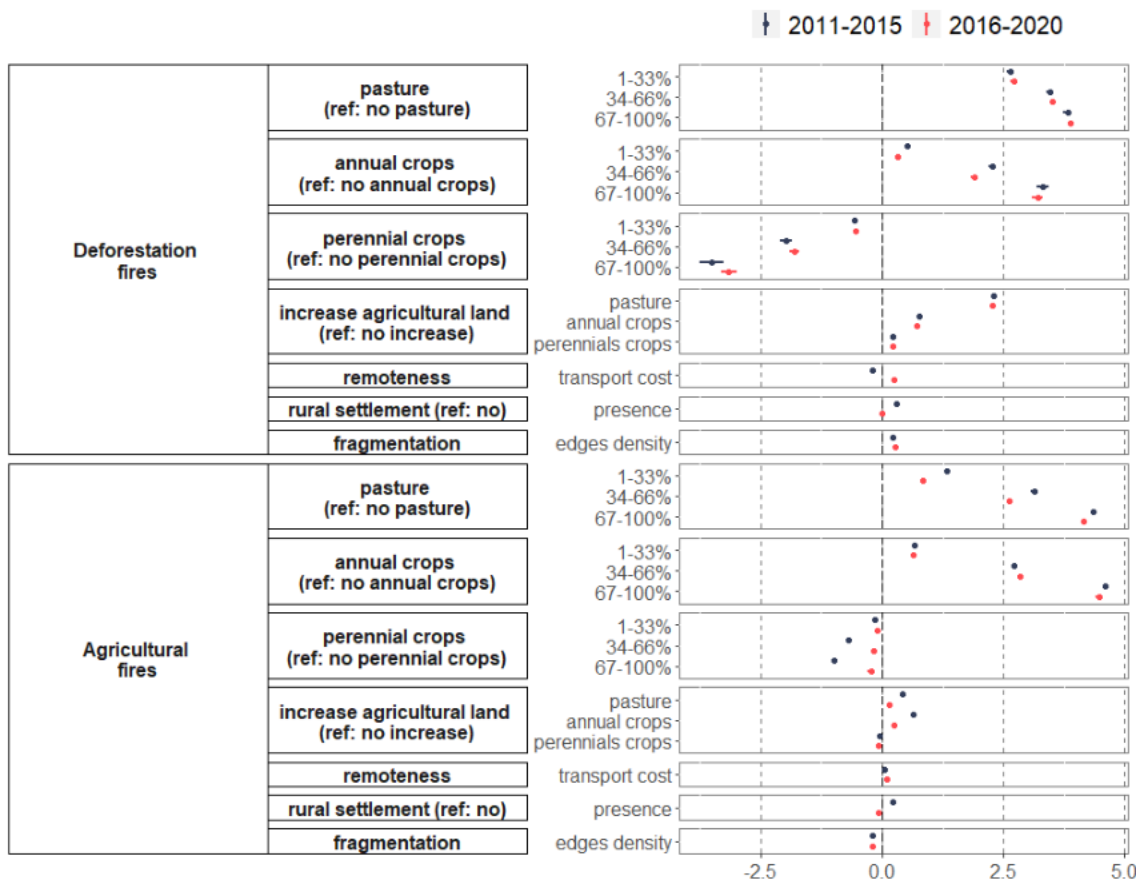 2011-2015 2016-2020
Deforestation
fires
pasture
(ref: no pasture)
1-33%
34-66%
67-100%
annual crops
(ref: no annual crops)
1-33%
34-66%
67-100%
perennial crops
(ref: no perennial crops)
1-33%
34-66%
67-100%
increase agricultural land
(ref: no increase)
pasture
annual crops
perennials crops
remoteness
transport cost
rural settlement (ref: no)
presence
fragmentation
edges density
Agricultural
fires
pasture
(ref: no pasture)
1-33%
34-66%
67-100%
annual crops
(ref: no annual crops)
1-33%
34-66%
67-100%
perennial crops
(ref: no perennial crops)
1-33%
34-66%
67-100%
increase agricultural land
(ref: no increase)
pasture
annual crops
perennials crops
remoteness
transport cost
rural settlement (ref: no)
presence
fragmentation
edges density
-2.5 0.0 2.5 5.0